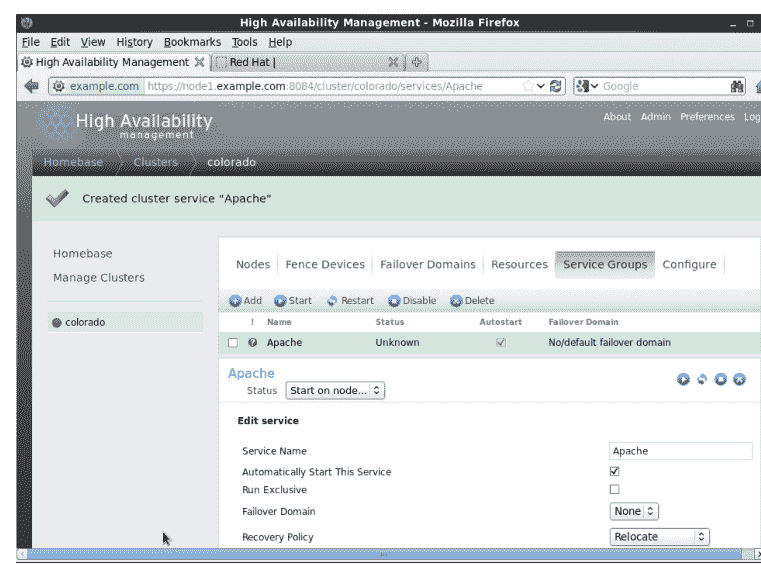 High Availability Management - Mozilla Firefox
File Edit View History Bookmarks Tools Help
High Availability Management Red Hat |
example.com https://node1.example.com:8084/cluster/colorado/services/Apache Google
High Availability
management
About Admin Preferences Log
Homebase Clusters colorado
Created cluster service "Apache"
Homebase
Manage Clusters
colorado
Nodes Fence Devices Failover Domains Resources Service Groups Configure
Add Start Restart Disable Delete
! Name Status Autostart Failover Domain
Apache Unknown No/default failover domain
Apache
Status Start on node...
Edit service
Service Name Apache
Automatically Start This Service
Run Exclusive
Failover Domain None
Recovery Policy Relocate